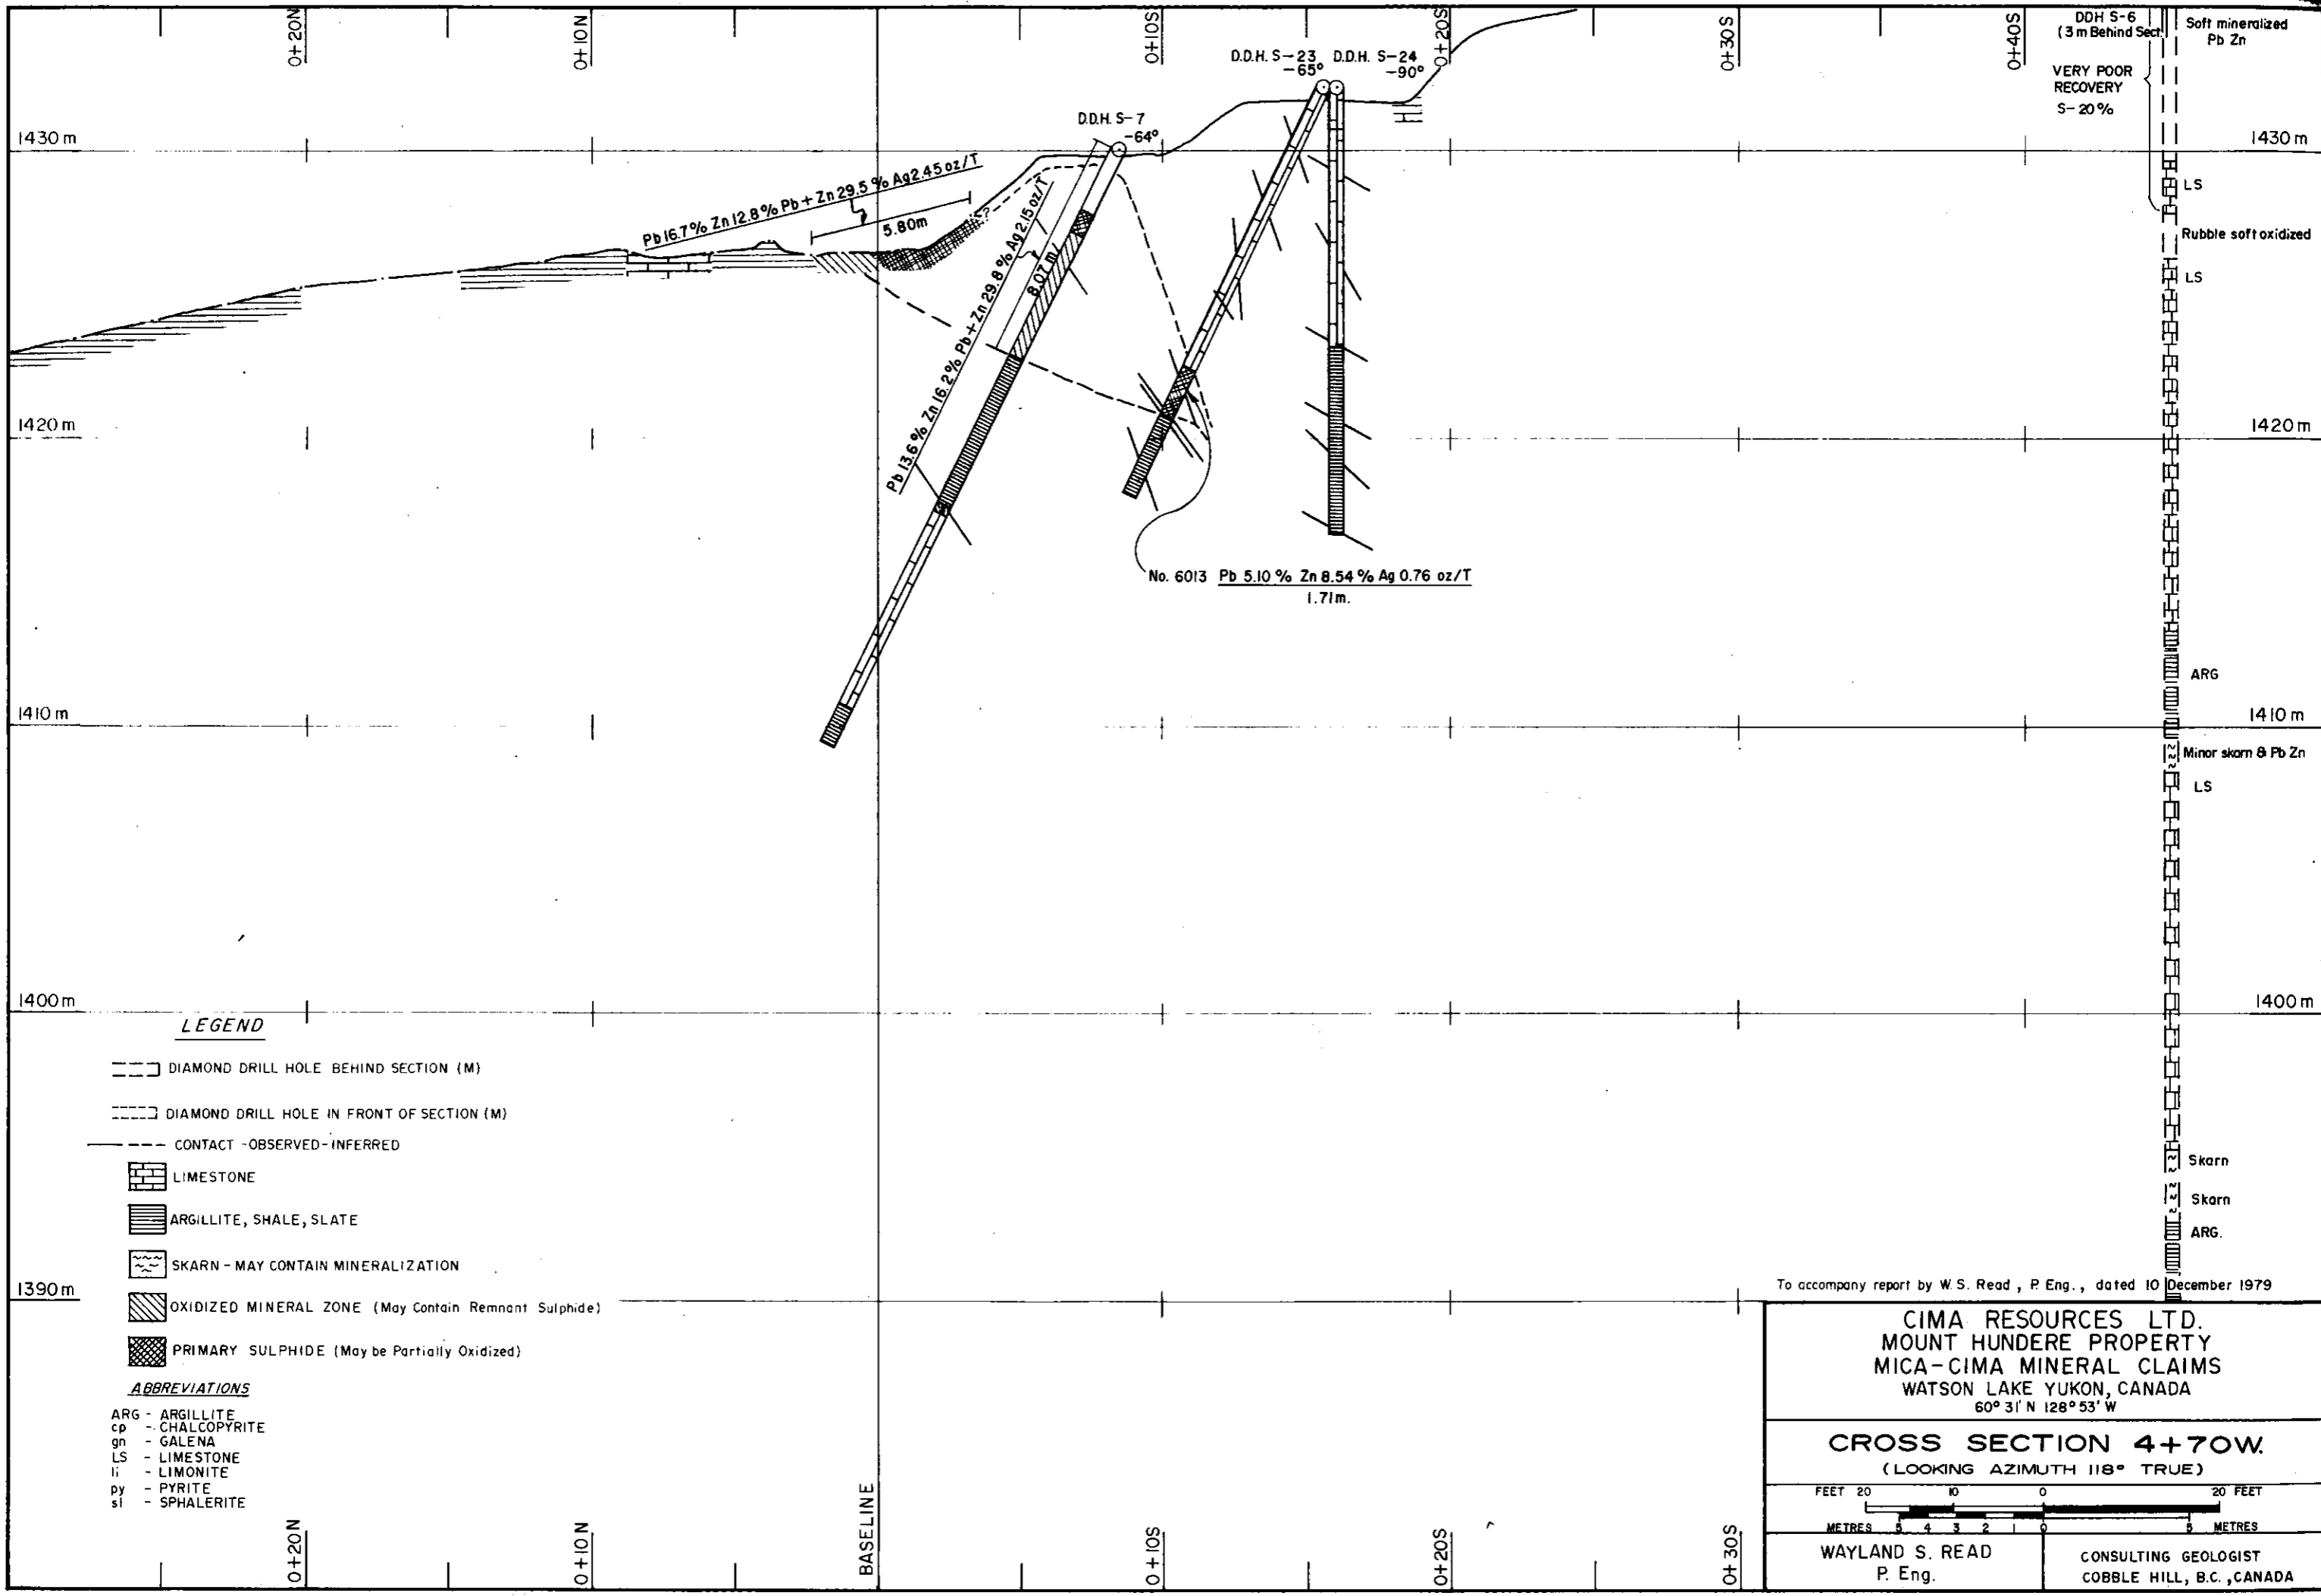 0+20N
0+10N
0+10S
0+20S
0+30S
0+40S
DDH S-6
(3 m Behind Sect.
VERY POOR
RECOVERY
S-20%
Soft mineralized
Pb Zn
D.D.H. S-23
-65°
D.D.H. S-24
-90°
D.D.H. S-7
-64°
1430 m
1430 m
Pb 16.7% Zn 12.8% Pb + Zn 29.5% Ag 2.45 oz/T
5.80m
Pb 13.6% Zn 16.2% Pb + Zn 29.8% Ag 2.15 oz/T
8.07 m
?
LS
Rubble soft oxidized
LS
1420 m
1420 m
No. 6013 Pb 5.10% Zn 8.54% Ag 0.76 oz/T
1.71m.
ARG
1410 m
1410 m
Minor skarn & Pb Zn
LS
1400 m
1400 m
Skarn
Skarn
ARG.
1390 m
LEGEND
DIAMOND DRILL HOLE BEHIND SECTION (M)
DIAMOND DRILL HOLE IN FRONT OF SECTION (M)
CONTACT -OBSERVED-INFERRED
LIMESTONE
ARGILLITE, SHALE, SLATE
SKARN - MAY CONTAIN MINERALIZATION
OXIDIZED MINERAL ZONE (May Contain Remnant Sulphide)
PRIMARY SULPHIDE (May be Partially Oxidized)
ABBREVIATIONS
ARG - ARGILLITE
cp - CHALCOPYRITE
gn - GALENA
LS - LIMESTONE
li - LIMONITE
py - PYRITE
sl - SPHALERITE
0+20N
0+10N
BASELINE
0+10S
0+20S
0+30S
To accompany report by W.S. Read, P. Eng., dated 10 December 1979
CIMA RESOURCES LTD.
MOUNT HUNDERE PROPERTY
MICA-CIMA MINERAL CLAIMS
WATSON LAKE YUKON, CANADA
60° 31' N 128° 53' W
CROSS SECTION 4+70W.
(LOOKING AZIMUTH 118° TRUE)
FEET 20 10 0 20 FEET
METRES 5 4 3 2 1 0 5 METRES
WAYLAND S. READ
P. Eng.
CONSULTING GEOLOGIST
COBBLE HILL, B.C., CANADA